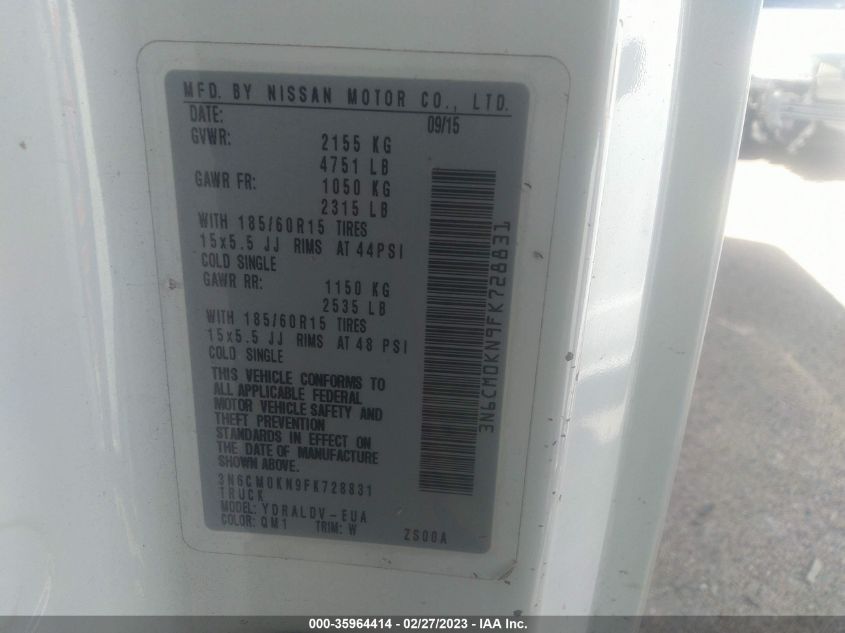 MFD. BY NISSAN MOTOR CO., LTD.
DATE: 09/15
GVWR: 2155 KG
4751 LB
GAWR FR: 1050 KG
2315 LB
WITH 185/60R15 TIRES
15x5.5 JJ RIMS AT 44PSI
COLD SINGLE
GAWR RR: 1150 KG
2535 LB
WITH 185/60R15 TIRES
15x5.5 JJ RIMS AT 48 PSI
COLD SINGLE
THIS VEHICLE CONFORMS TO
ALL APPLICABLE FEDERAL
MOTOR VEHICLE SAFETY AND
THEFT PREVENTION
STANDARDS IN EFFECT ON
THE DATE OF MANUFACTURE
SHOWN ABOVE.
3N6CM0KN9FK728831
TRUCK
MODEL: YDRALDV-EUA
COLOR: QM1 TRIM: W ZS00A
3N6CM0KN9FK728831
000-35964414 - 02/27/2023 - IAA Inc.